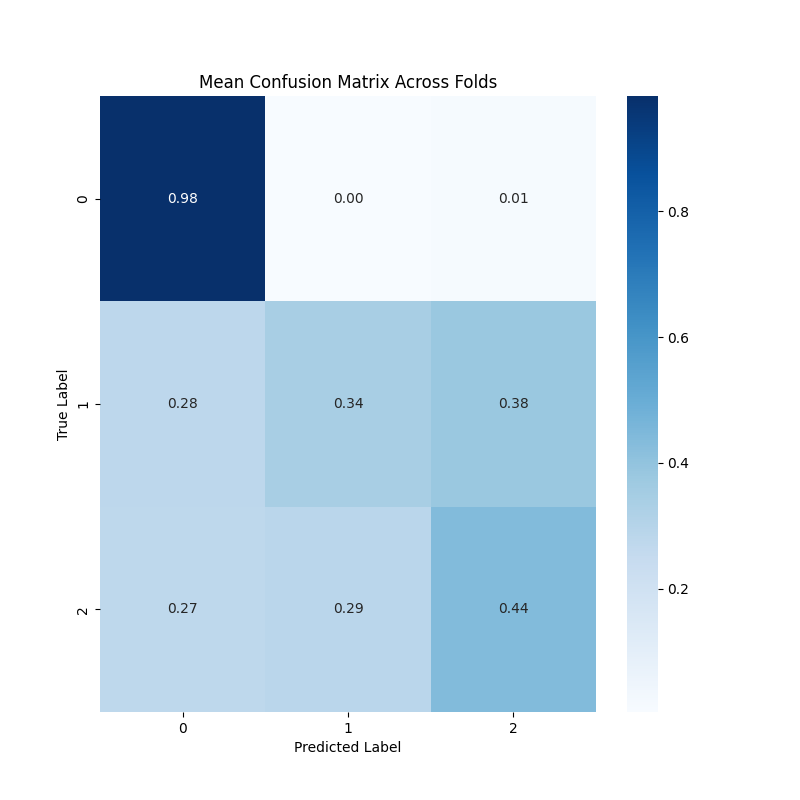 Mean Confusion Matrix Across Folds
0 0.98 0.00 0.01
1 0.28 0.34 0.38
2 0.27 0.29 0.44
0 1 2
True Label
Predicted Label
0.8
0.6
0.4
0.2